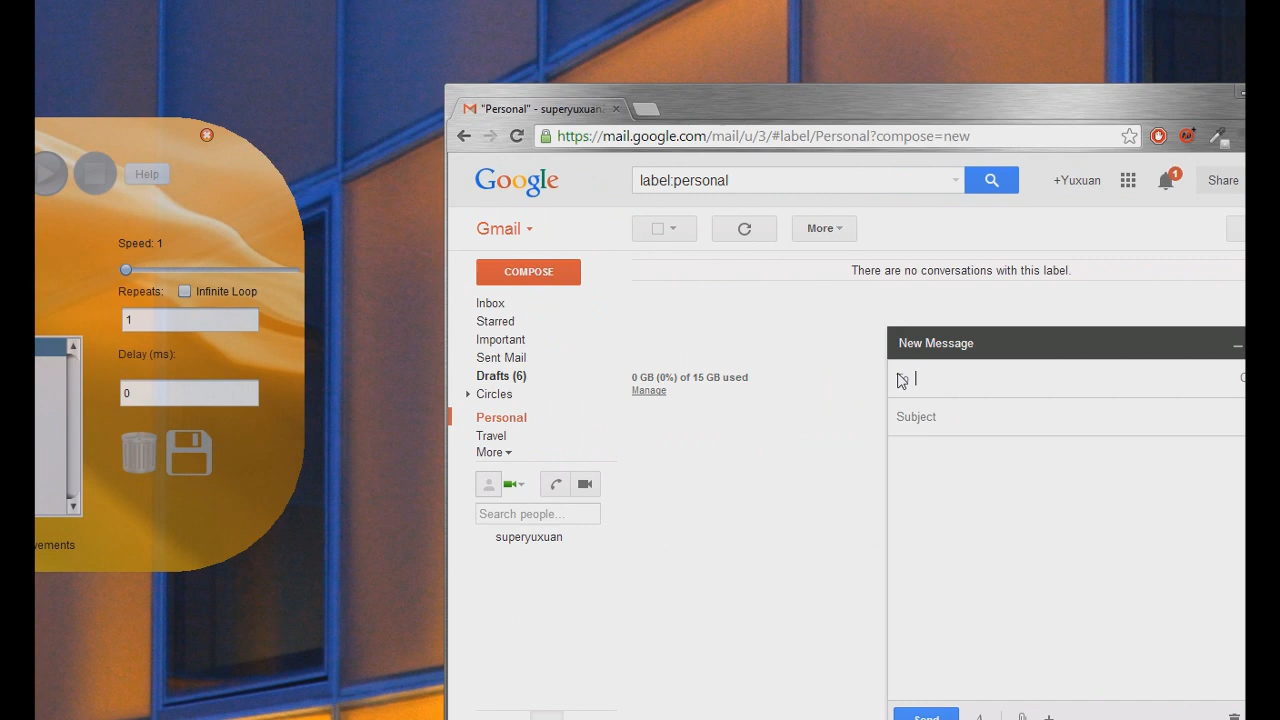 Help
Speed: 1
Repeats:
Infinite Loop
1
Delay (ms):
0
vements
"Personal" - superyuxuan
https://mail.google.com/mail/u/3/#label/Personal?compose=new
Google
label:personal
+Yuxuan
1
Share
Gmail
More
COMPOSE
There are no conversations with this label.
Inbox
Starred
Important
Sent Mail
Drafts (6)
Circles
Personal
Travel
More
0 GB (0%) of 15 GB used
Manage
Search people...
superyuxuan
New Message
Subject
Send